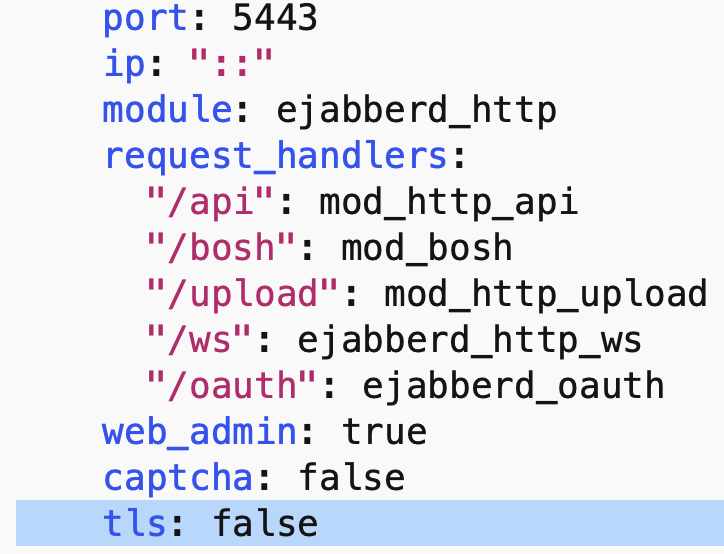 port: 5443
ip: "::"
module: ejabberd_http
request_handlers:
"/api": mod_http_api
"/bosh": mod_bosh
"/upload": mod_http_upload
"/ws": ejabberd_http_ws
"/oauth": ejabberd_oauth
web_admin: true
captcha: false
tls: false